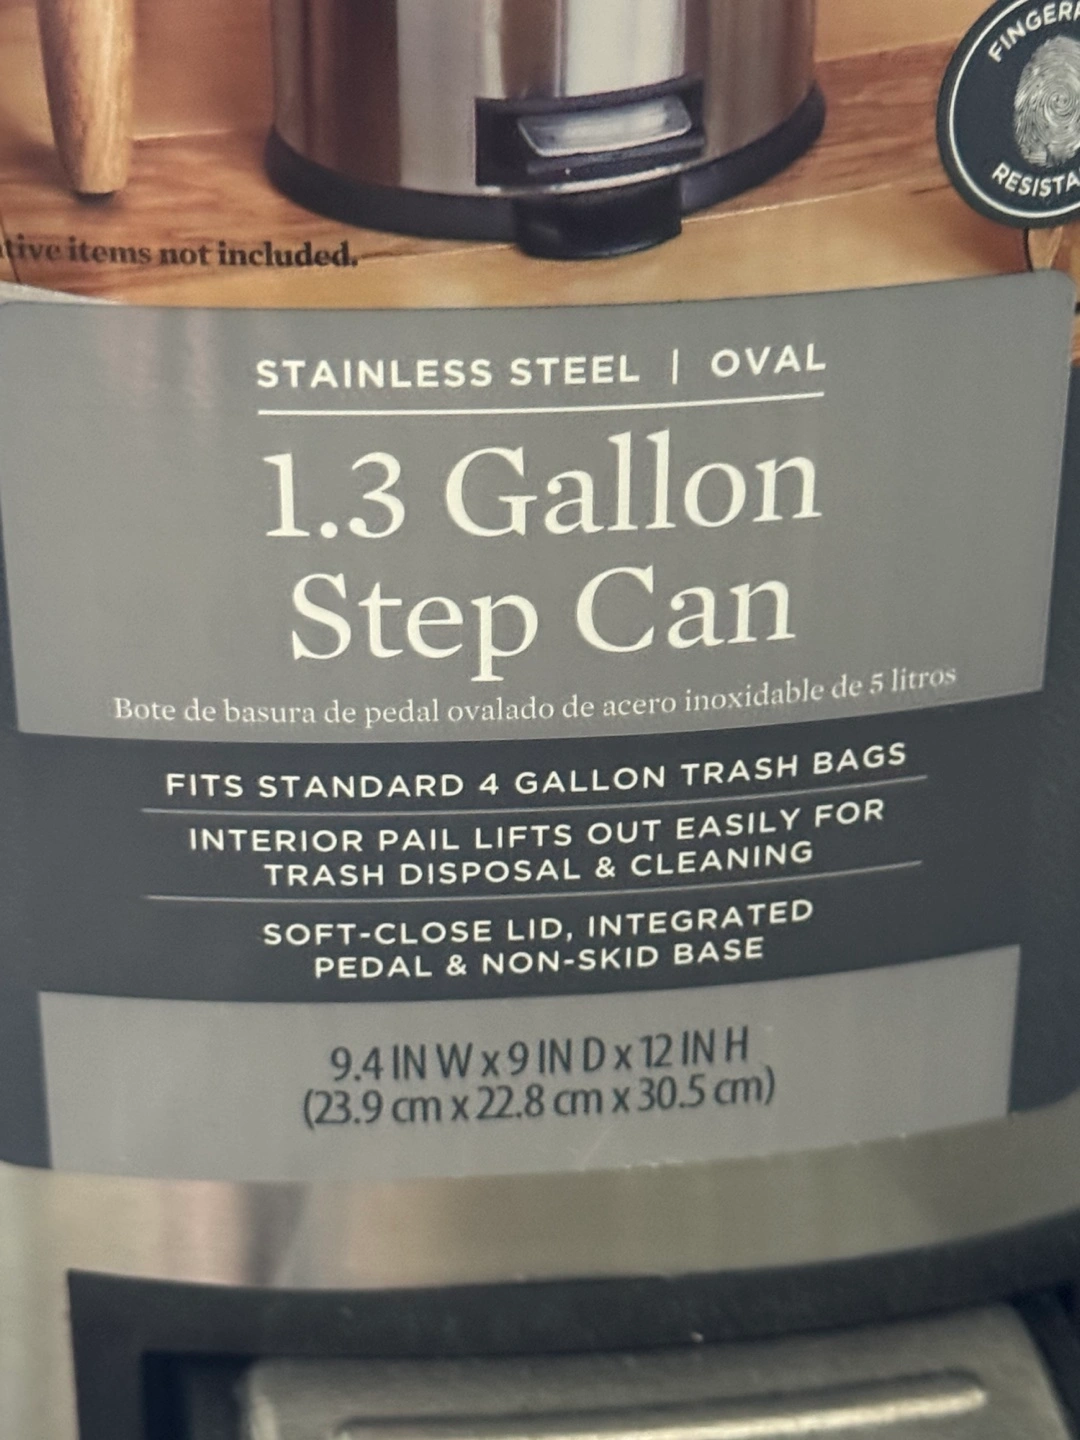 items not included.
FINGER
RESISTA
STAINLESS STEEL | OVAL
1.3 Gallon
Step Can
Bote de basura de pedal ovalado de acero inoxidable de 5 litros
FITS STANDARD 4 GALLON TRASH BAGS
INTERIOR PAIL LIFTS OUT EASILY FOR
TRASH DISPOSAL & CLEANING
SOFT-CLOSE LID, INTEGRATED
PEDAL & NON-SKID BASE
9.4 IN W x 9 IN D x 12 IN H
(23.9 cm x 22.8 cm x 30.5 cm)